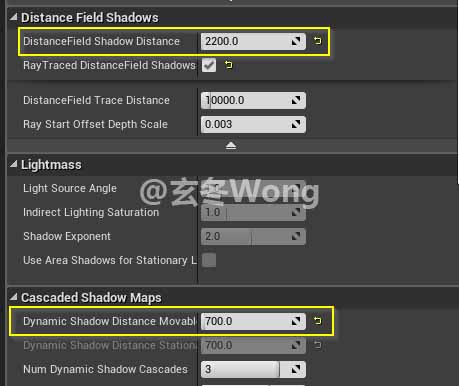 Distance Field Shadows
DistanceField Shadow Distance 2200.0
RayTraced DistanceField Shadows
DistanceField Trace Distance 10000.0
Ray Start Offset Depth Scale 0.003
Lightmass
Light Source Angle
@玄冬Wong
Indirect Lighting Saturation 1.0
Shadow Exponent 2.0
Use Area Shadows for Stationary L
Cascaded Shadow Maps
Dynamic Shadow Distance Movabl 700.0
Dynamic Shadow Distance Stationa 700.0
Num Dynamic Shadow Cascades 3